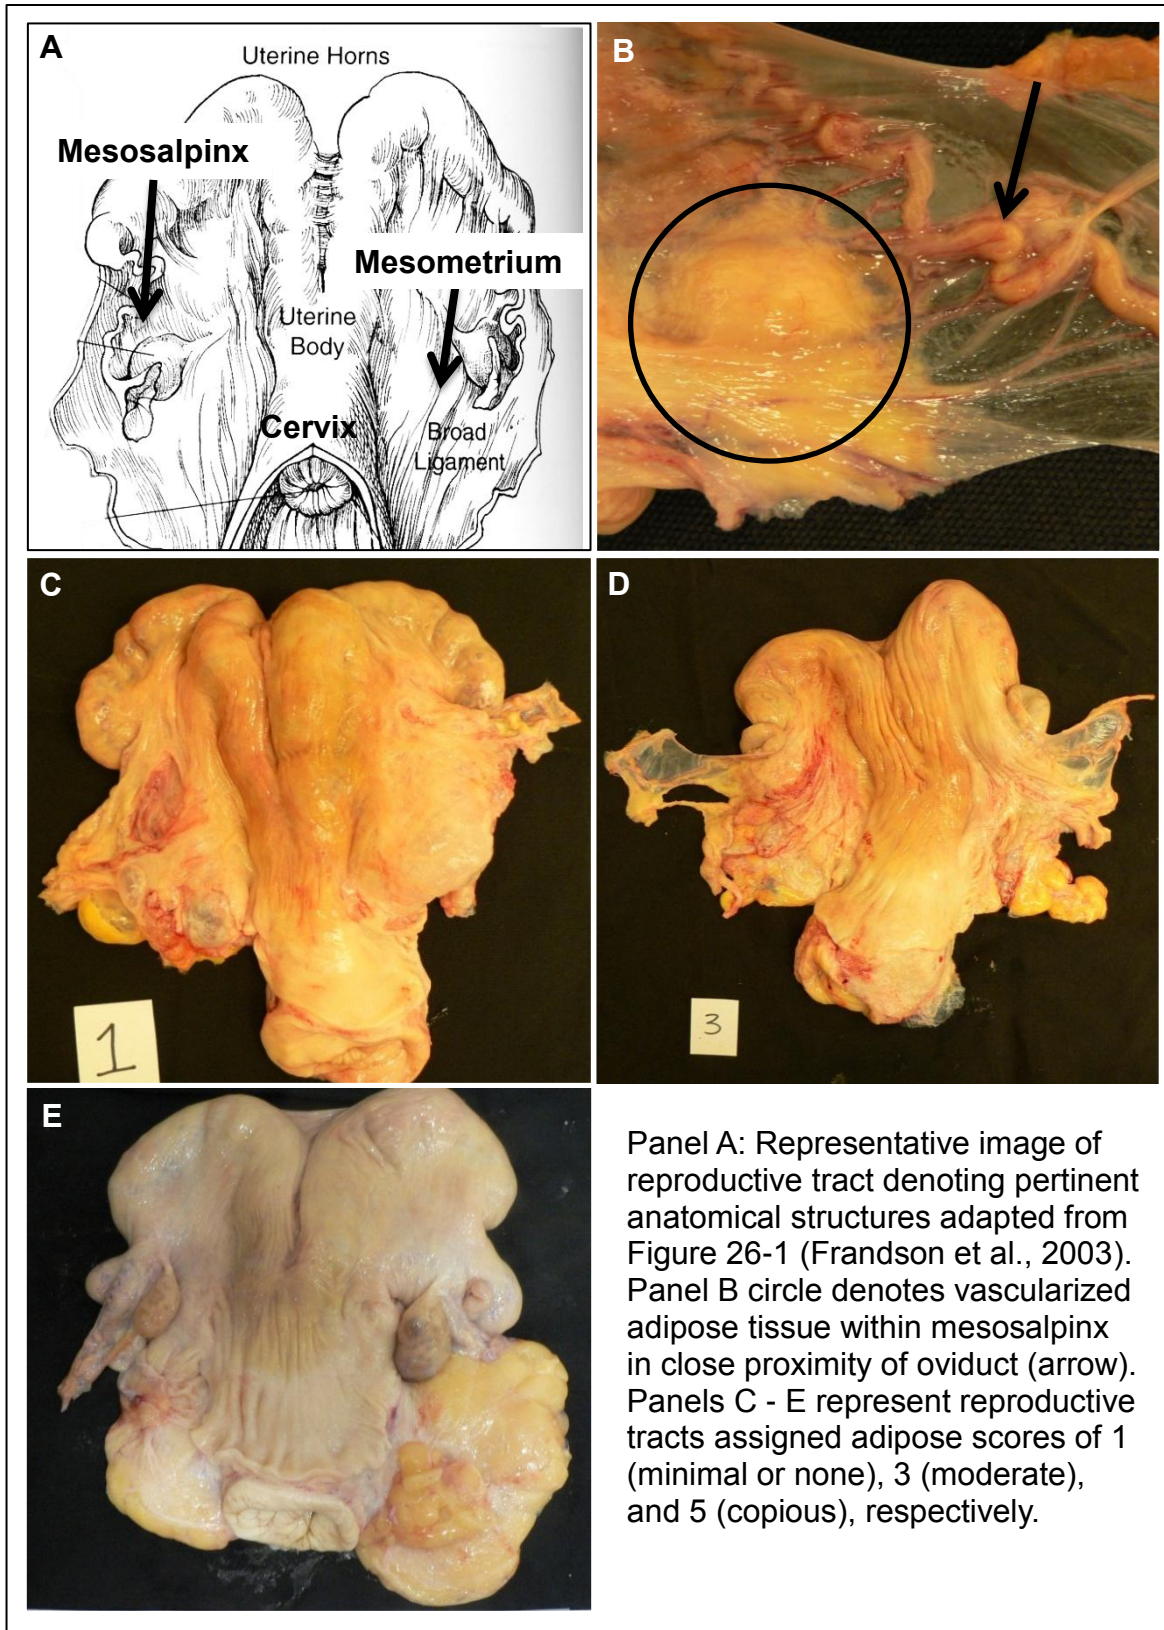 A
Uterine Horns
Mesosalpinx
Mesometrium
Uterine
Body
Cervix
Broad
Ligament
B
C
1
D
3
E
Panel A: Representative image of
reproductive tract denoting pertinent
anatomical structures adapted from
Figure 26-1 (Frandson et al., 2003).
Panel B circle denotes vascularized
adipose tissue within mesosalpinx
in close proximity of oviduct (arrow).
Panels C - E represent reproductive
tracts assigned adipose scores of 1
(minimal or none), 3 (moderate),
and 5 (copious), respectively.